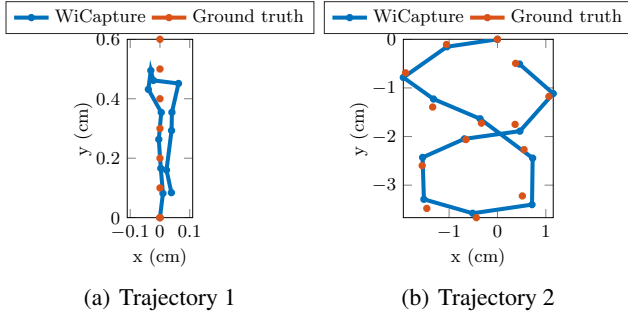 WiCapture Ground truth
0.6
0.4
0.2
0
y (cm)
−0.1 0 0.1
x (cm)
(a) Trajectory 1
WiCapture Ground truth
0
−1
−2
−3
y (cm)
−1 0 1
x (cm)
(b) Trajectory 2